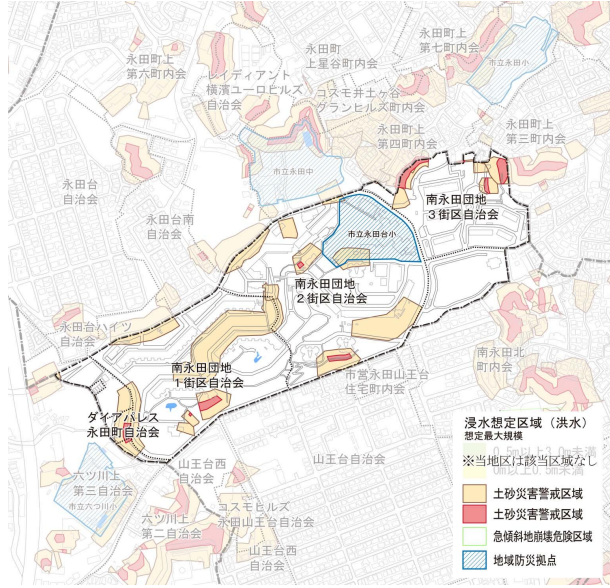 永田町上
第六町内会
永田町
上星谷町内会
永田町上
第七町内会
市立永田小
レイディアント
横濱ユーロヒルズ
自治会
コスモ井土ヶ谷
グランヒルズ町内会
永田町上
第四町内会
永田町上
第三町内会
市立永田中
永田台
自治会
永田台南
自治会
南永田団地
3街区自治会
市立永田台小
南永田団地
2街区自治会
永田台ハイツ
自治会
南永田団地
1街区自治会
市営永田山王台
住宅町内会
南永田北
町内会
ダイアパレス
永田町自治会
六ツ川上
第三自治会
市立六つ川小
山王台西
自治会
山王台自治会
六ツ川上
第二自治会
コスモヒルズ
永田山王台自治会
山王台西
自治会
浸水想定区域（洪水）
想定最大規模
※当地区は該当区域なし
土砂災害警戒区域
土砂災害警戒区域
急傾斜地崩壊危険区域
地域防災拠点